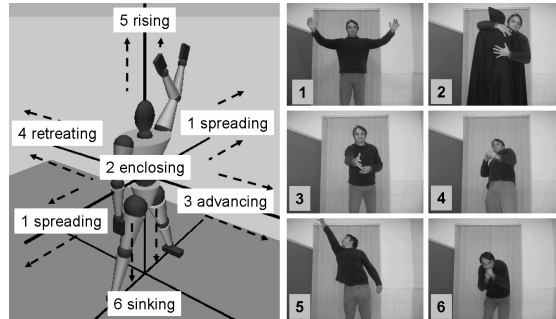 5 rising
4 retreating
1 spreading
2 enclosing
3 advancing
1 spreading
6 sinking
1
2
3
4
5
6